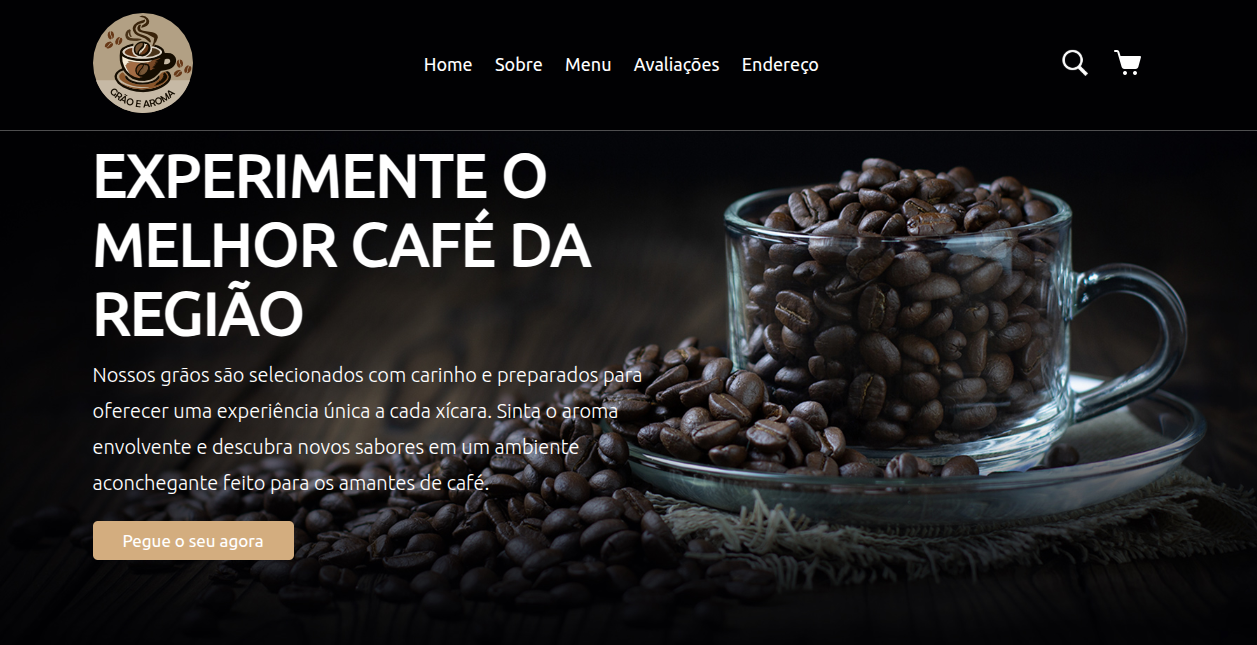 GRÃO E AROMA
Home Sobre Menu Avaliações Endereço
EXPERIMENTE O
MELHOR CAFÉ DA
REGIÃO
Nossos grãos são selecionados com carinho e preparados para
oferecer uma experiência única a cada xícara. Sinta o aroma
envolvente e descubra novos sabores em um ambiente
aconchegante feito para os amantes de café.
Pegue o seu agora